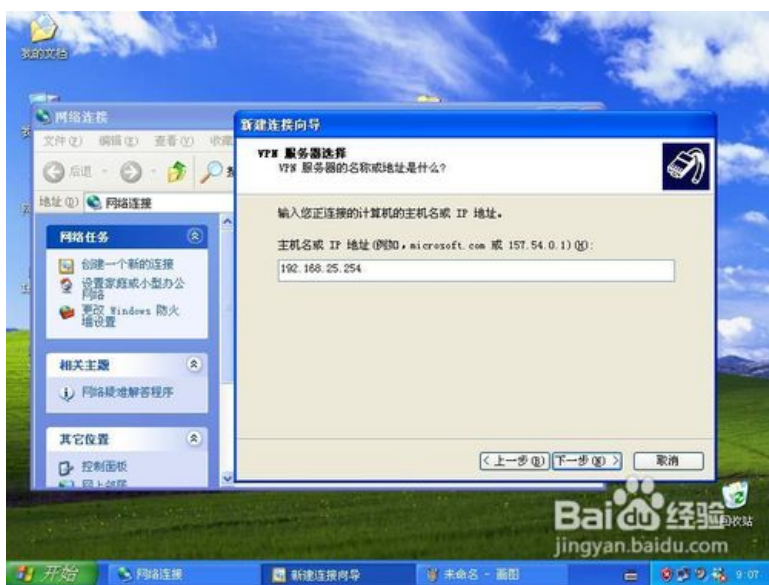 我的文档
网络连接
文件(F) 编辑(E) 查看(V) 收藏
后退
地址(D) 网络连接
网络任务
创建一个新的连接
设置家庭或小型办公
网络
更改 Windows 防火
墙设置
相关主题
网络疑难解答程序
其它位置
控制面板
网上邻居
新建连接向导
VPN 服务器选择
VPN 服务器的名称或地址是什么?
输入您正连接的计算机的主机名或 IP 地址。
主机名或 IP 地址(例如,microsoft.com 或 157.54.0.1)(H):
192.168.25.254
<上一步(B) 下一步(N) > 取消
Baidu 经验
jingyan.baidu.com
回收站
开始 网络连接 新建连接向导 未命名 - 画图 9:07